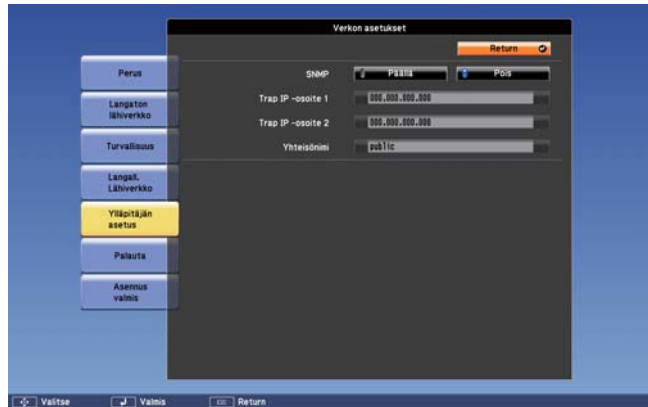 Verkon asetukset
Return
Perus
Langaton
lähiverkko
Turvallisuus
Langall.
Lähiverkko
Ylläpitäjän
asetus
Palauta
Asennus
valmis
SNMP Päällä Pois
Trap IP -osoite 1 000.000.000.000
Trap IP -osoite 2 000.000.000.000
Yhteisönimi public
Valitse Valmis Esc Return